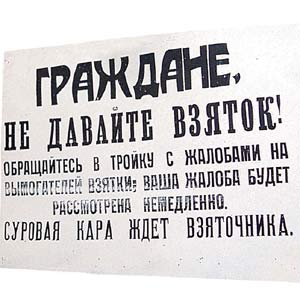 ГРАЖДАНЕ,
НЕ ДАВАЙТЕ ВЗЯТОК!
ОБРАЩАЙТЕСЬ В ТРОЙКУ С ЖАЛОБАМИ НА
ВЫМОГАТЕЛЕЙ ВЗЯТКИ; ВАША ЖАЛОБА БУДЕТ
РАССМОТРЕНА НЕМЕДЛЕННО.
СУРОВАЯ КАРА ЖДЕТ ВЗЯТОЧНИКА.